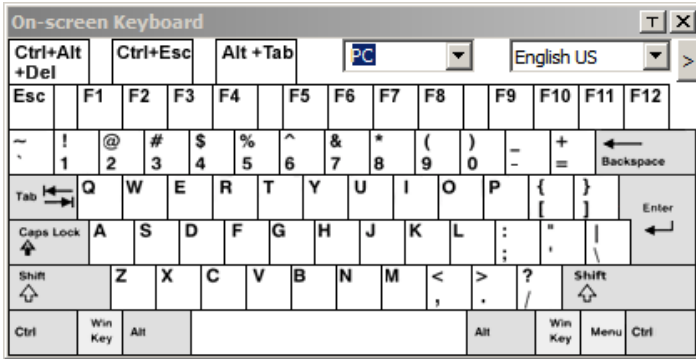 On-screen Keyboard T X
Ctrl+Alt +Del Ctrl+Esc Alt +Tab PC English US >
Esc F1 F2 F3 F4 F5 F6 F7 F8 F9 F10 F11 F12
~ ! @ # $ % ^ & * ( ) _ +
` 1 2 3 4 5 6 7 8 9 0 - = Backspace
Tab Q W E R T Y U I O P { [ } ] Enter
Caps Lock A S D F G H J K L : ; " ' | \
Shift Z X C V B N M < , > . ? / Shift
Ctrl Win Key Alt Alt Win Key Menu Ctrl